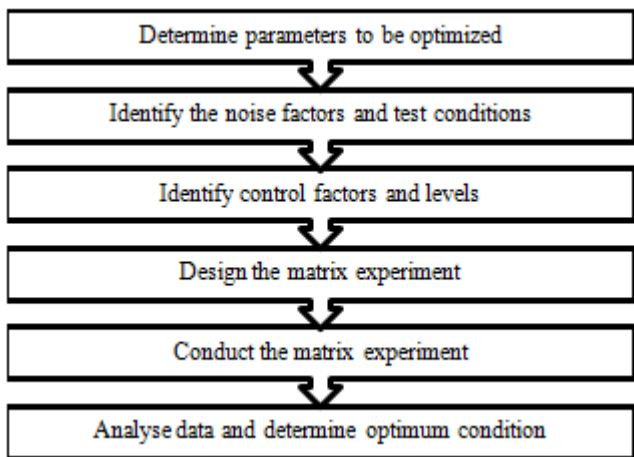 Determine parameters to be optimized
Identify the noise factors and test conditions
Identify control factors and levels
Design the matrix experiment
Conduct the matrix experiment
Analyse data and determine optimum condition